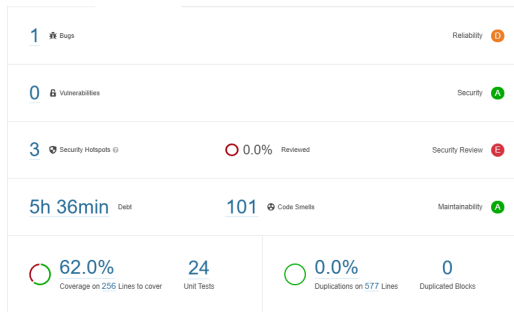 1 Bugs Reliability D
0 Vulnerabilities Security A
3 Security Hotspots 0.0% Reviewed Security Review E
5h 36min Debt 101 Code Smells Maintainability A
62.0% 24 0.0% 0
Coverage on 256 Lines to cover Unit Tests Duplications on 577 Lines Duplicated Blocks